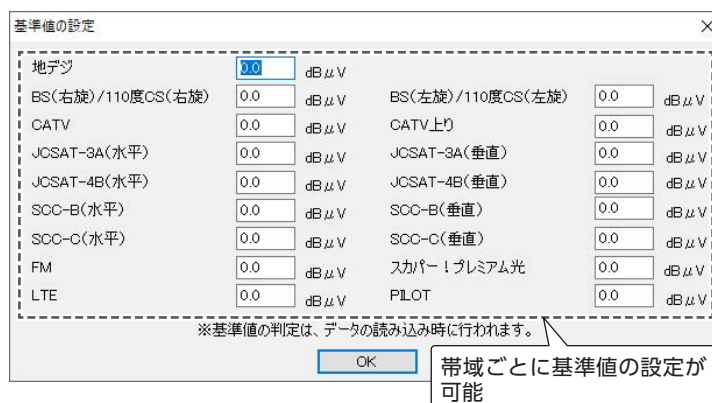 基準値の設定
地デジ 0.0 dBμV
BS(右旋)/110度CS(右旋) 0.0 dBμV BS(左旋)/110度CS(左旋) 0.0 dBμV
CATV 0.0 dBμV CATV上り 0.0 dBμV
JCSAT-3A(水平) 0.0 dBμV JCSAT-3A(垂直) 0.0 dBμV
JCSAT-4B(水平) 0.0 dBμV JCSAT-4B(垂直) 0.0 dBμV
SCC-B(水平) 0.0 dBμV SCC-B(垂直) 0.0 dBμV
SCC-C(水平) 0.0 dBμV SCC-C(垂直) 0.0 dBμV
FM 0.0 dBμV スカパー！プレミアム光 0.0 dBμV
LTE 0.0 dBμV PILOT 0.0 dBμV
※基準値の判定は、データの読み込み時に行われます。
OK
帯域ごとに基準値の設定が
可能